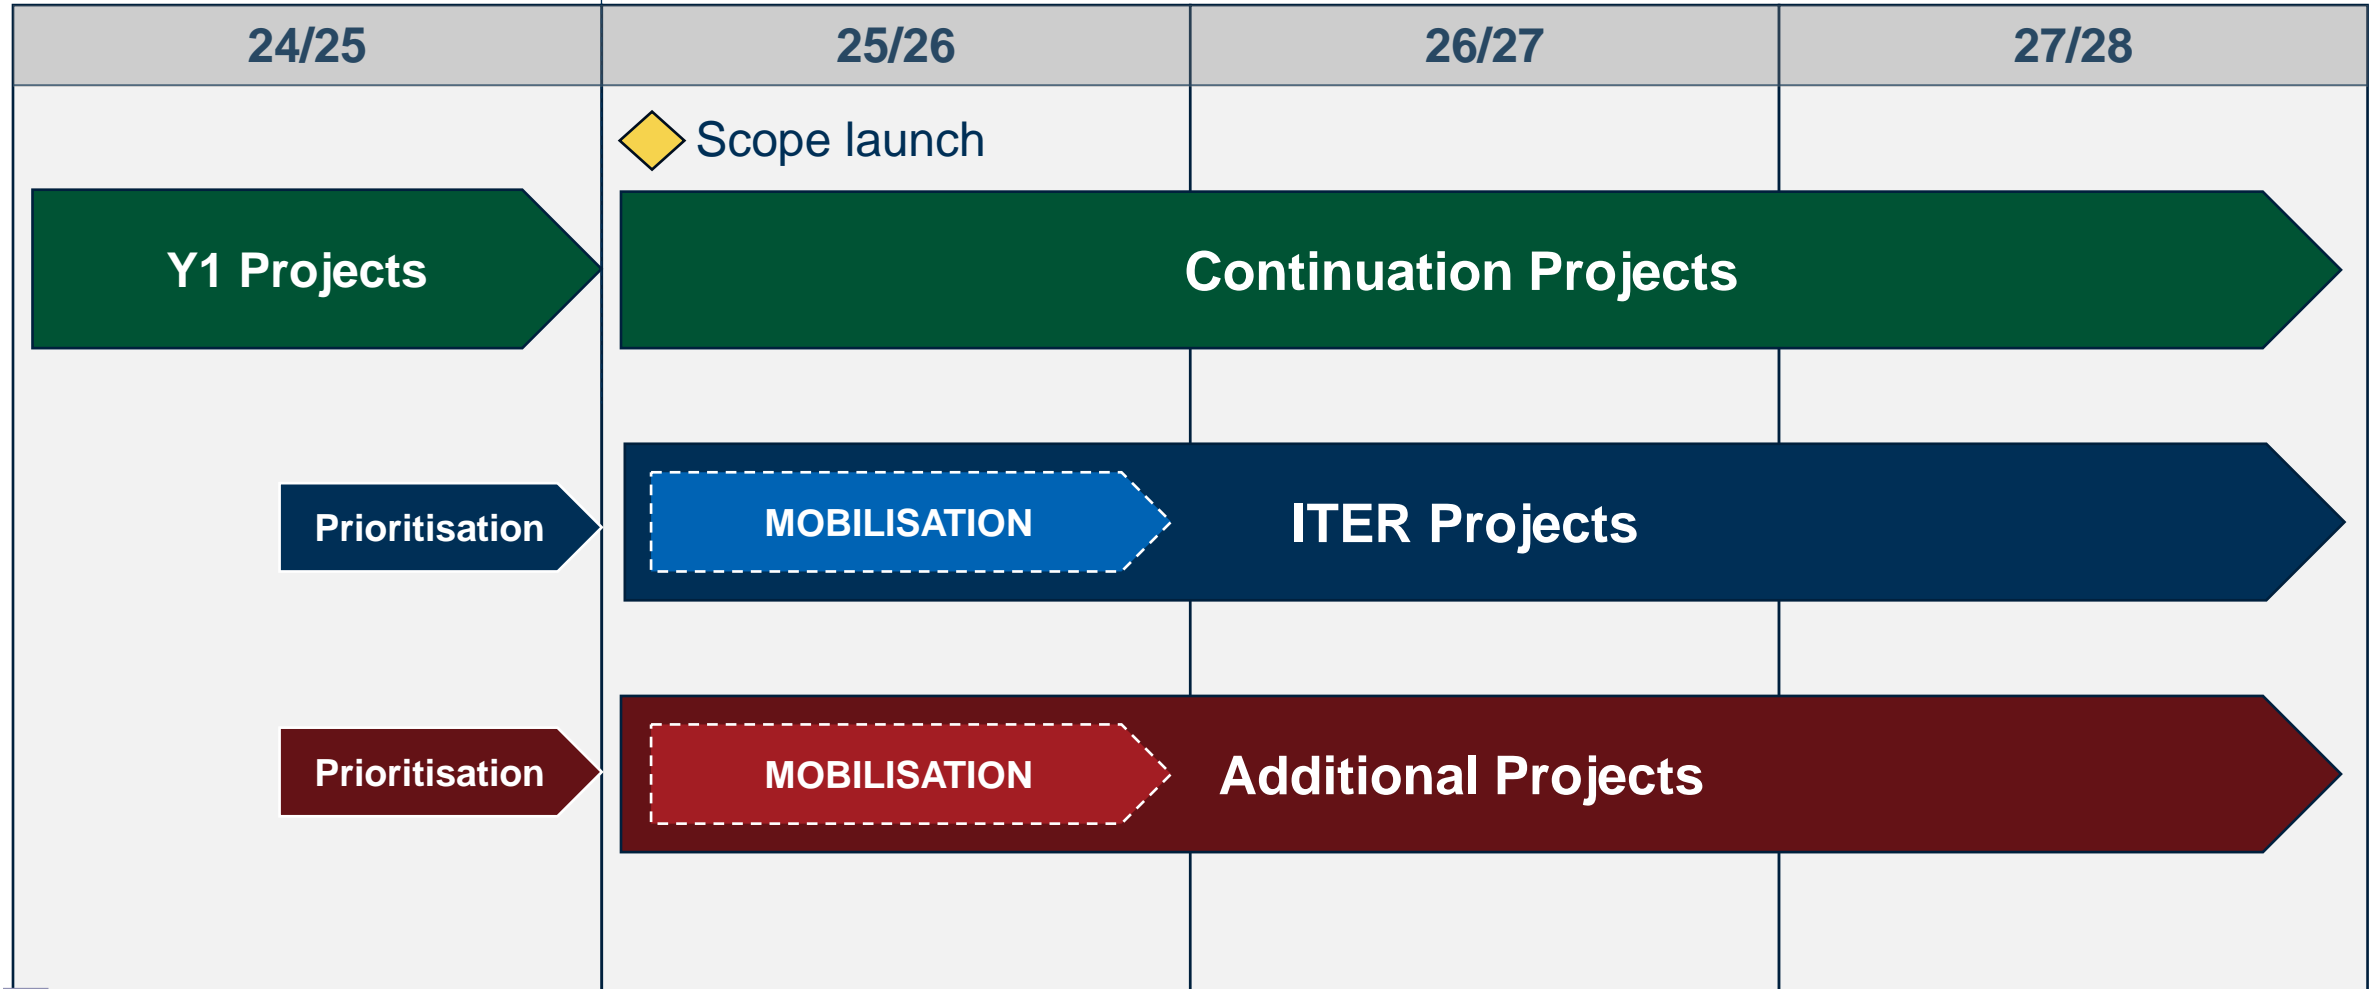 24/25
25/26
26/27
27/28
Scope launch
Y1 Projects
Continuation Projects
Prioritisation
MOBILISATION
ITER Projects
Prioritisation
MOBILISATION
Additional Projects